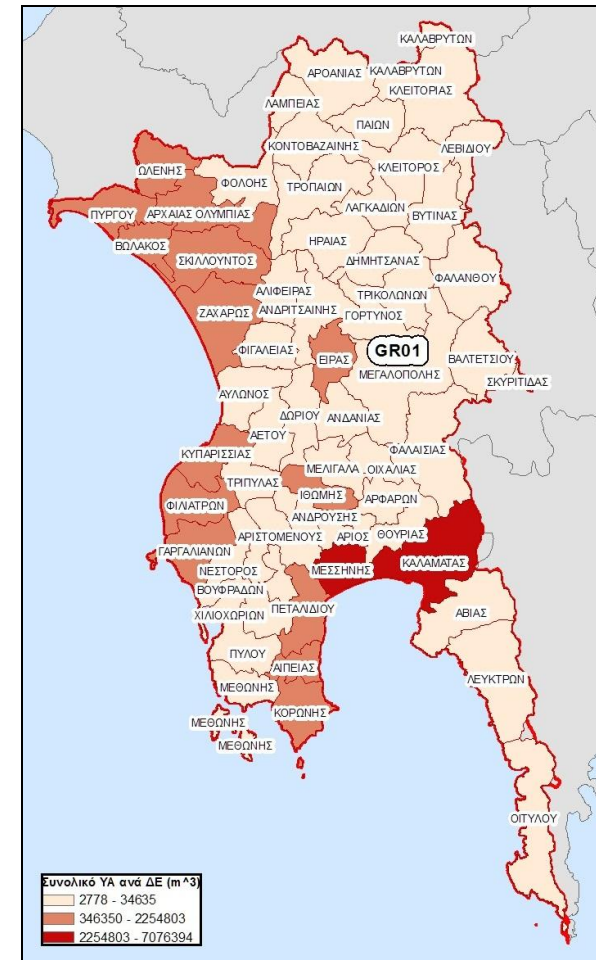 ΚΑΛΑΒΡΥΤΩΝ
ΑΡΟΑΝΙΑΣ
ΚΑΛΑΒΡΥΤΩΝ
ΚΛΕΙΤΟΡΙΑΣ
ΛΑΜΠΕΙΑΣ
ΠΑΙΩΝ
ΚΟΝΤΟΒΑΖΑΙΝΗΣ
ΛΕΒΙΔΙΟΥ
ΩΛΕΝΗΣ
ΚΛΕΙΤΟΡΟΣ
ΦΟΛΟΗΣ
ΤΡΟΠΑΙΩΝ
ΛΑΓΚΑΔΙΩΝ
ΠΥΡΓΟΥ
ΑΡΧΑΙΑΣ ΟΛΥΜΠΙΑΣ
ΒΥΤΙΝΑΣ
ΒΩΛΑΚΟΣ
ΗΡΑΙΑΣ
ΣΚΙΛΛΟΥΝΤΟΣ
ΔΗΜΗΤΣΑΝΑΣ
ΦΑΛΑΝΘΟΥ
ΑΛΙΦΕΙΡΑΣ
ΤΡΙΚΟΛΩΝΩΝ
ΖΑΧΑΡΩΣ
ΑΝΔΡΙΤΣΑΙΝΗΣ
ΓΟΡΤΥΝΟΣ
ΦΙΓΑΛΕΙΑΣ
ΕΙΡΑΣ
GR01
ΒΑΛΤΕΤΣΙΟΥ
ΜΕΓΑΛΟΠΟΛΗΣ
ΣΚΥΡΙΤΙΔΑΣ
ΑΥΛΩΝΟΣ
ΔΩΡΙΟΥ
ΑΝΔΑΝΙΑΣ
ΑΕΤΟΥ
ΚΥΠΑΡΙΣΣΙΑΣ
ΦΑΛΑΙΣΙΑΣ
ΜΕΛΙΓΑΛΑ
ΟΙΧΑΛΙΑΣ
ΤΡΙΠΥΛΑΣ
ΙΘΩΜΗΣ
ΑΡΦΑΡΩΝ
ΦΙΛΙΑΤΡΩΝ
ΑΝΔΡΟΥΣΗΣ
ΑΡΙΣΤΟΜΕΝΟΥΣ
ΑΡΙΟΣ
ΘΟΥΡΙΑΣ
ΓΑΡΓΑΛΙΑΝΩΝ
ΚΑΛΑΜΑΤΑΣ
ΝΕΣΤΟΡΟΣ
ΜΕΣΣΗΝΗΣ
ΒΟΥΦΡΑΔΩΝ
ΧΙΛΙΟΧΩΡΙΩΝ
ΠΕΤΑΛΙΔΙΟΥ
ΑΒΙΑΣ
ΠΥΛΟΥ
ΑΙΠΕΙΑΣ
ΛΕΥΚΤΡΩΝ
ΜΕΘΩΝΗΣ
ΚΟΡΩΝΗΣ
ΜΕΘΩΝΗΣ
ΜΕΘΩΝΗΣ
ΟΙΤΥΛΟΥ
Συνολικό ΥΑ ανά ΔΕ (m^3)
2778 - 34635
346350 - 2254803
2254803 - 7076394